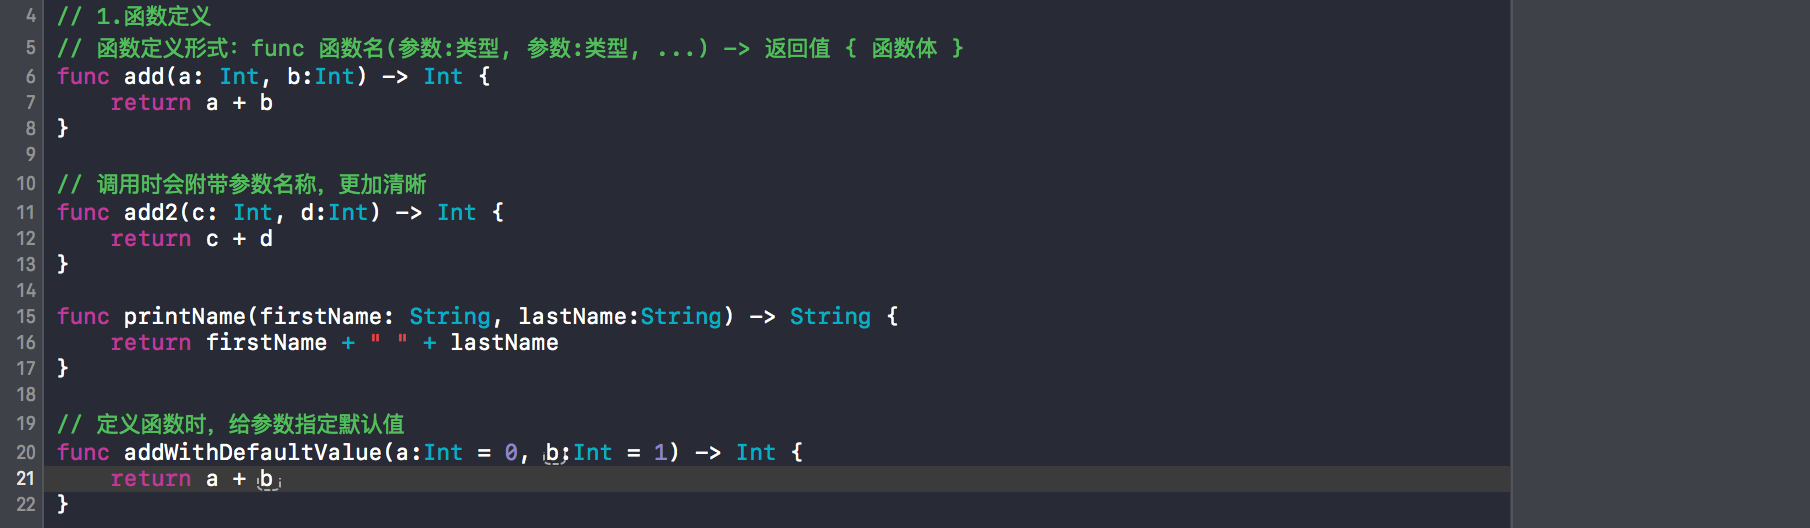 4 // 1.函数定义
5 // 函数定义形式：func 函数名(参数:类型, 参数:类型, ...) -> 返回值 { 函数体 }
6 func add(a: Int, b:Int) -> Int {
7     return a + b
8 }
9
10 // 调用时会附带参数名称，更加清晰
11 func add2(c: Int, d:Int) -> Int {
12     return c + d
13 }
14
15 func printName(firstName: String, lastName:String) -> String {
16     return firstName + " " + lastName
17 }
18
19 // 定义函数时，给参数指定默认值
20 func addWithDefaultValue(a:Int = 0, b:Int = 1) -> Int {
21     return a + b
22 }